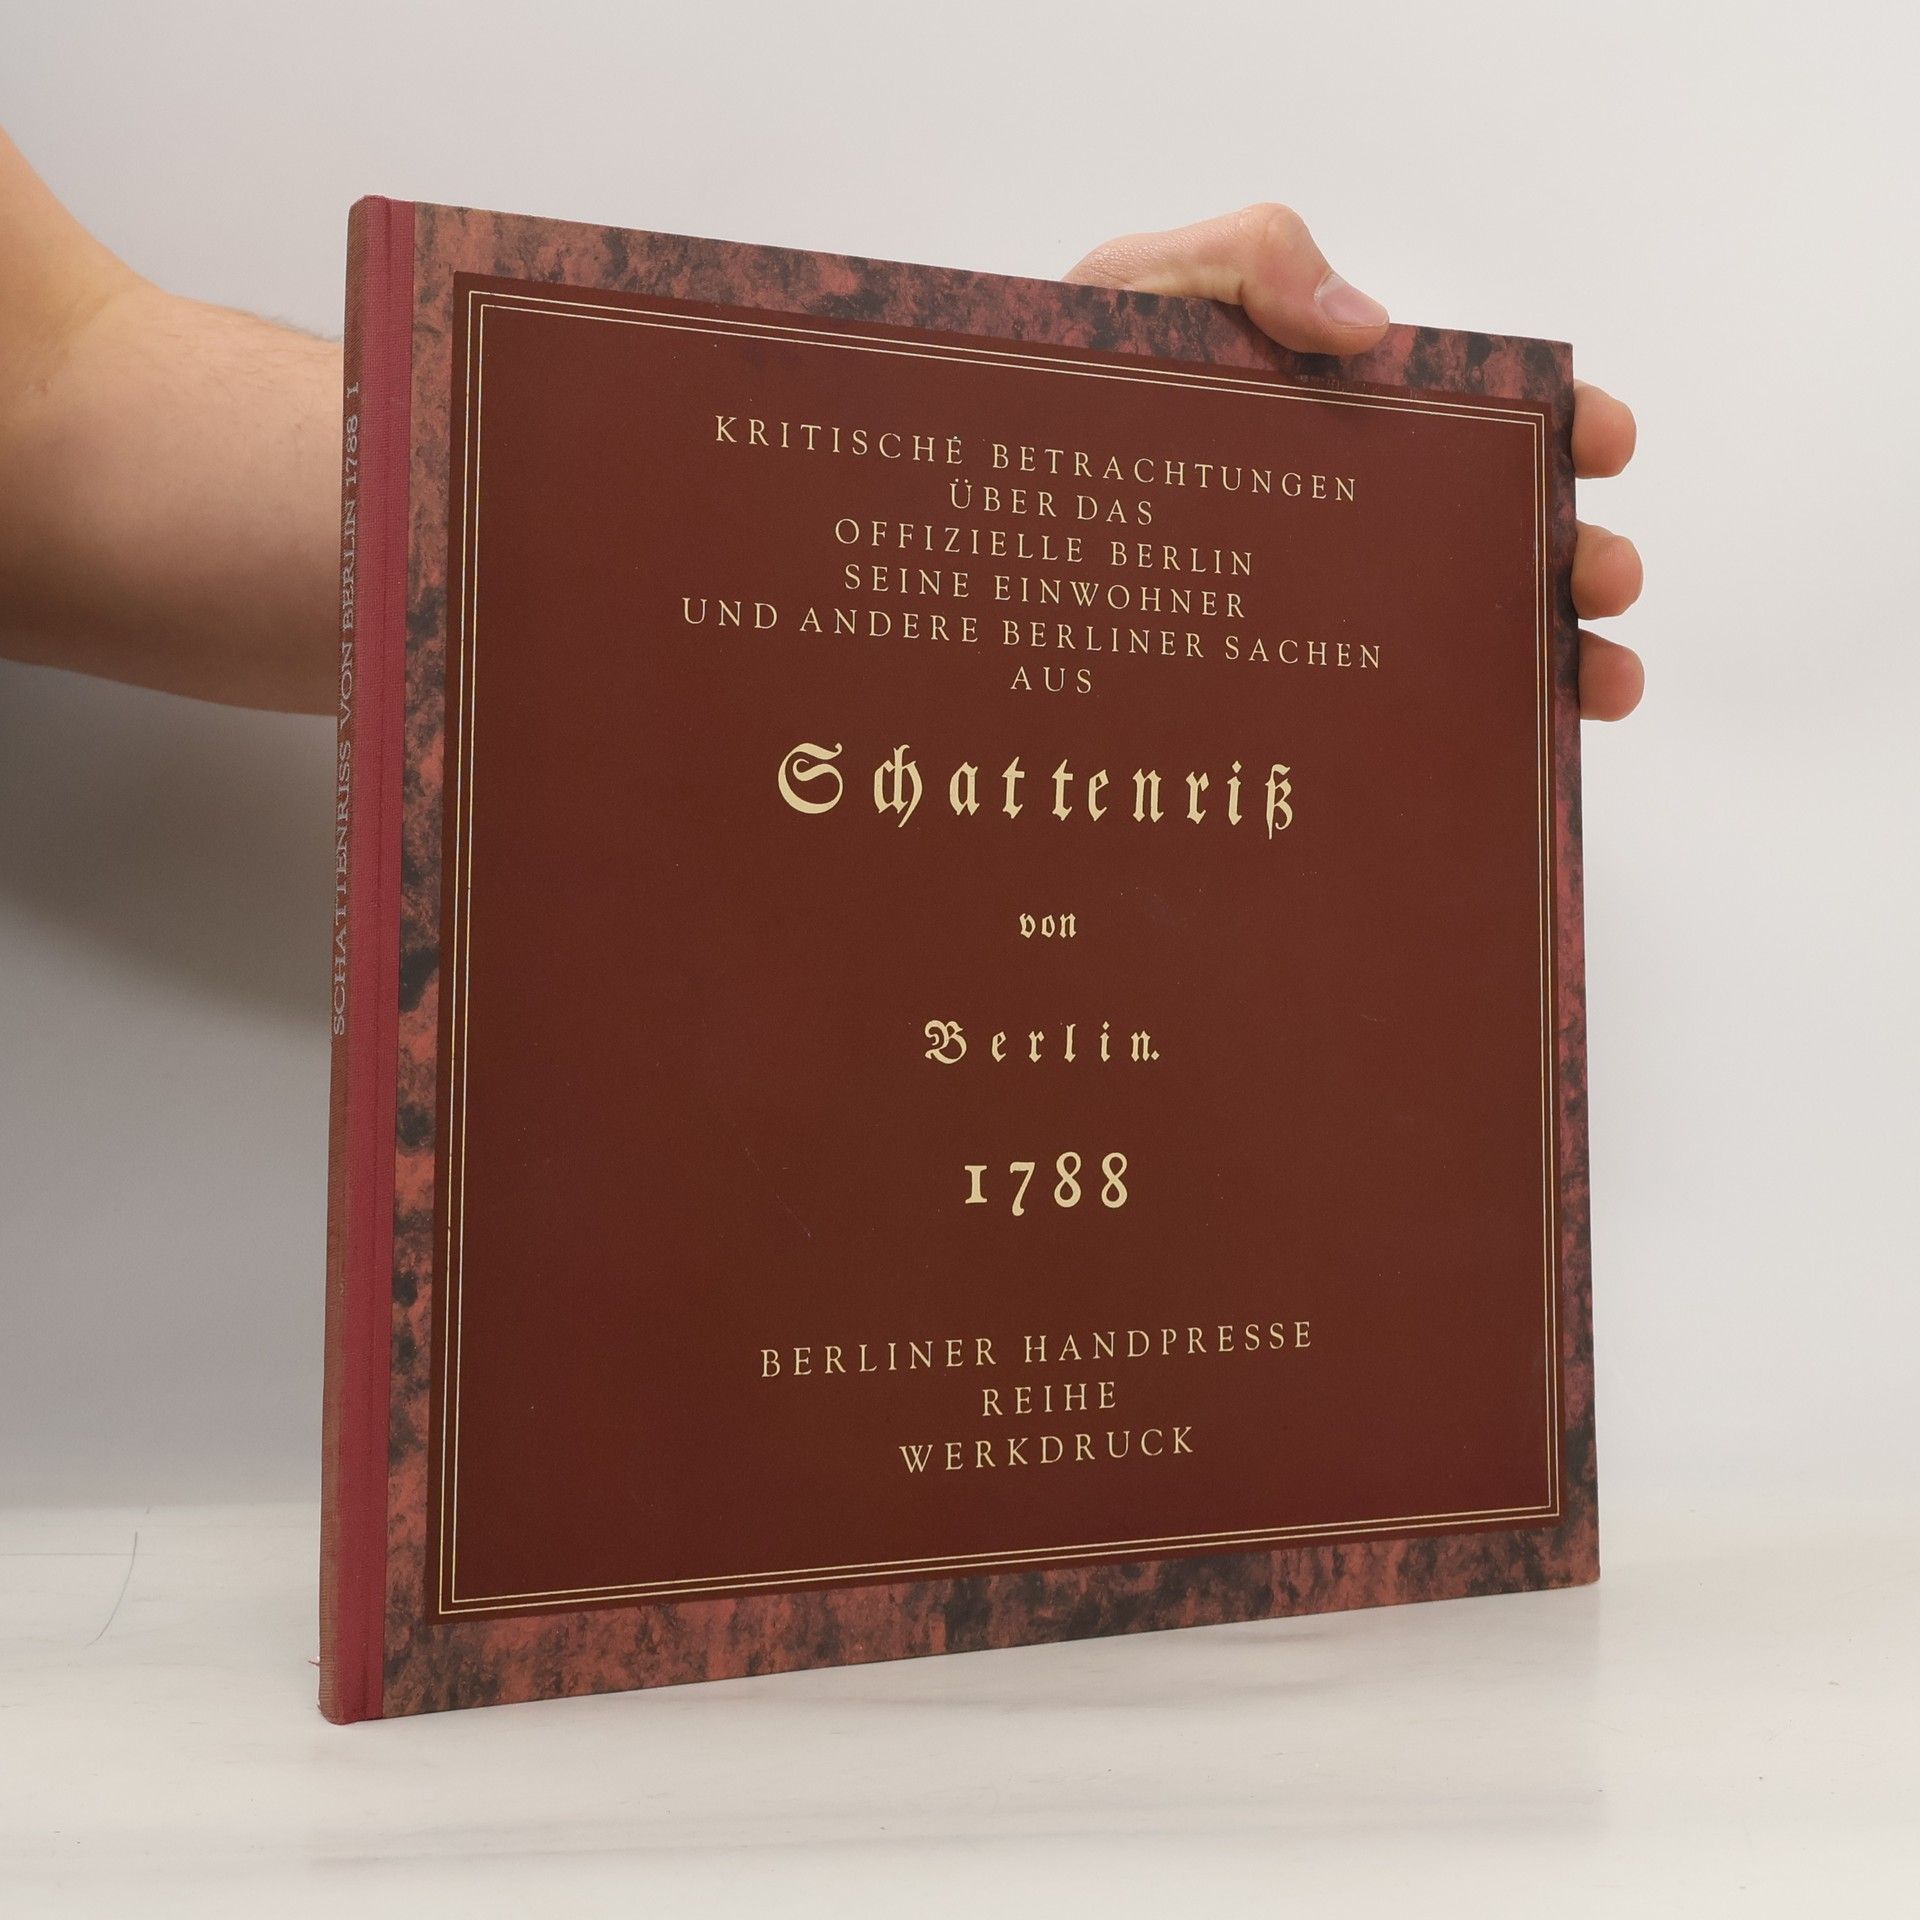 SCHATTENRISS VON BERLIN 1788 I
KRITISCHE BETRACHTUNGEN
ÜBER DAS
OFFIZIELLE BERLIN
SEINE EINWOHNER
UND ANDERE BERLINER SACHEN
AUS
Schattenriß
von
Berlin.
1788
BERLINER HANDPRESSE
REIHE
WERKDRUCK